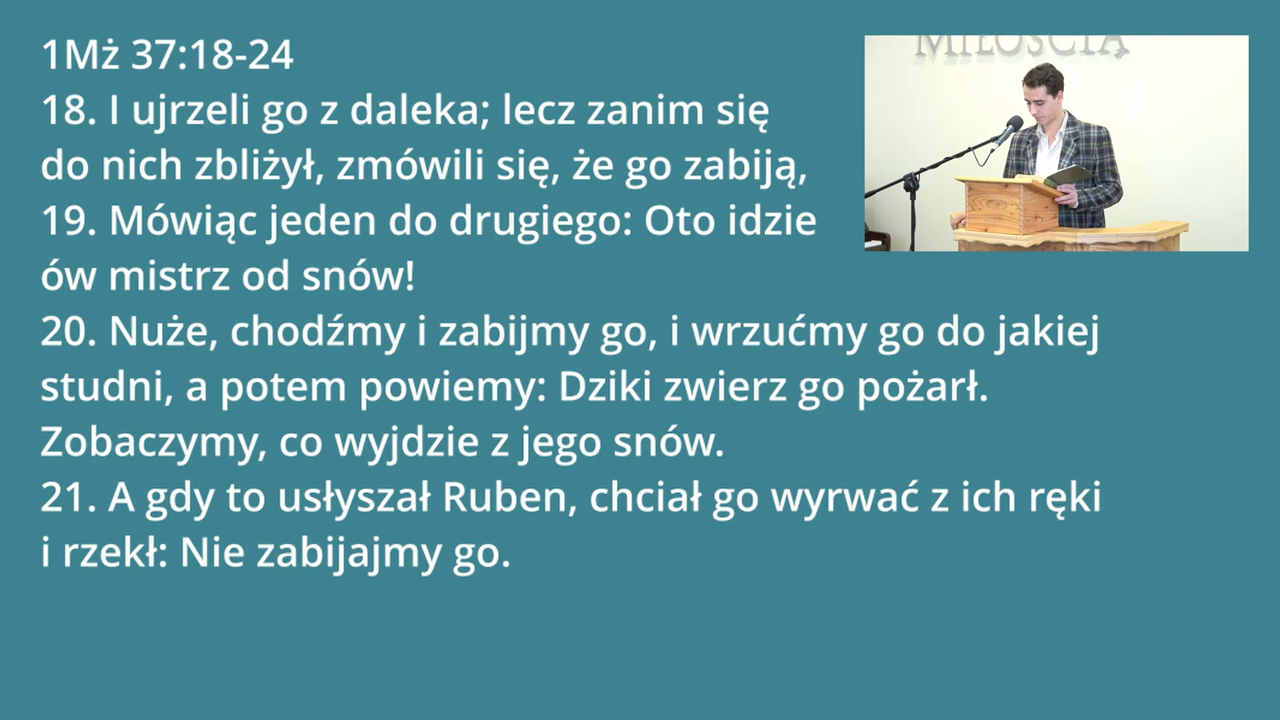 1Mż 37:18-24
18. I ujrzeli go z daleka; lecz zanim się
do nich zbliżył, zmówili się, że go zabiją,
19. Mówiąc jeden do drugiego: Oto idzie
ów mistrz od snów!
20. Nuże, chodźmy i zabijmy go, i wrzućmy go do jakiej
studni, a potem powiemy: Dziki zwierz go pożarł.
Zobaczymy, co wyjdzie z jego snów.
21. A gdy to usłyszał Ruben, chciał go wyrwać z ich ręki
i rzekł: Nie zabijajmy go.
MIŁOŚCIĄ